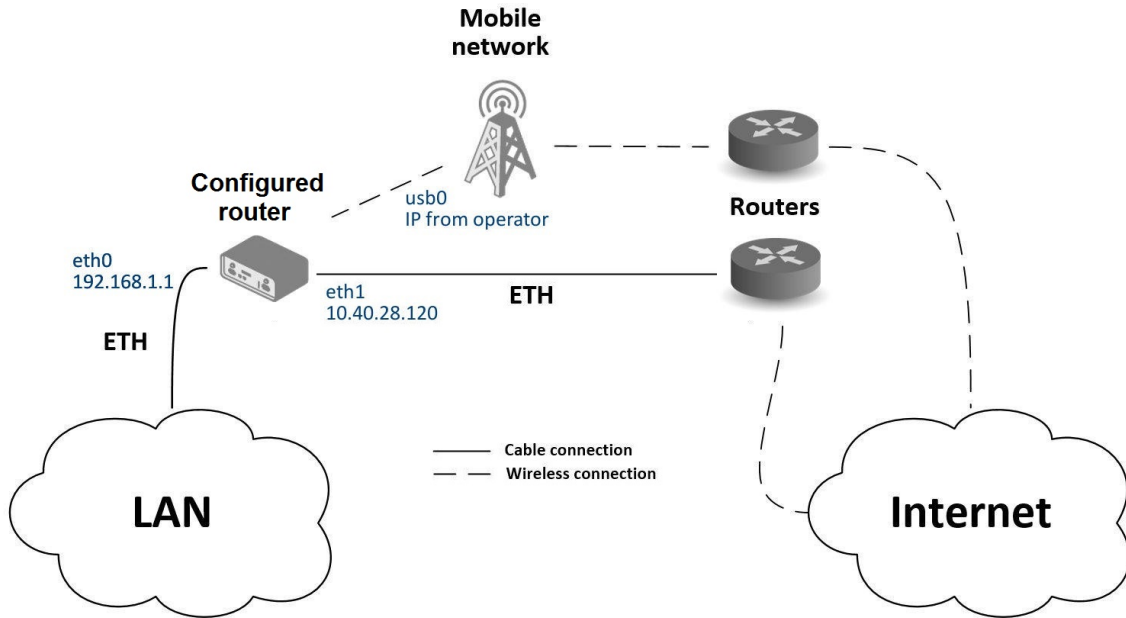 Mobile
network
Configured
router
usb0
IP from operator
Routers
eth0
192.168.1.1
eth1
10.40.28.120
ETH
ETH
Cable connection
Wireless connection
LAN
Internet